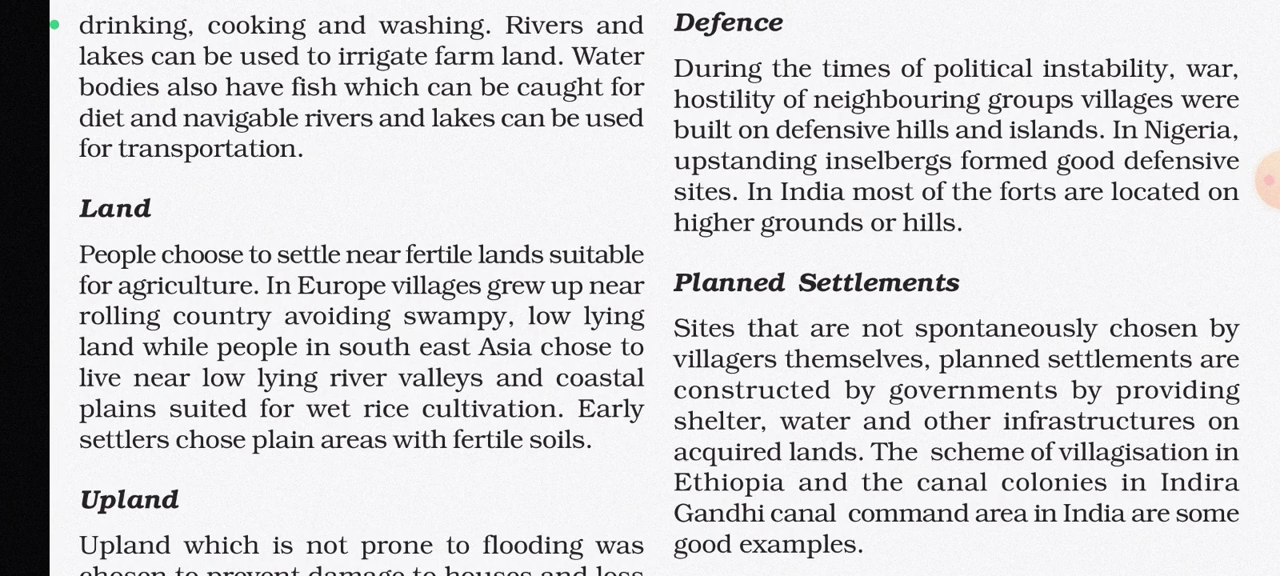 drinking, cooking and washing. Rivers and
lakes can be used to irrigate farm land. Water
bodies also have fish which can be caught for
diet and navigable rivers and lakes can be used
for transportation.
Land
People choose to settle near fertile lands suitable
for agriculture. In Europe villages grew up near
rolling country avoiding swampy, low lying
land while people in south east Asia chose to
live near low lying river valleys and coastal
plains suited for wet rice cultivation. Early
settlers chose plain areas with fertile soils.
Upland
Upland which is not prone to flooding was
chosen to prevent damage to houses and loss
Defence
During the times of political instability, war,
hostility of neighbouring groups villages were
built on defensive hills and islands. In Nigeria,
upstanding inselbergs formed good defensive
sites. In India most of the forts are located on
higher grounds or hills.
Planned Settlements
Sites that are not spontaneously chosen by
villagers themselves, planned settlements are
constructed by governments by providing
shelter, water and other infrastructures on
acquired lands. The scheme of villagisation in
Ethiopia and the canal colonies in Indira
Gandhi canal command area in India are some
good examples.